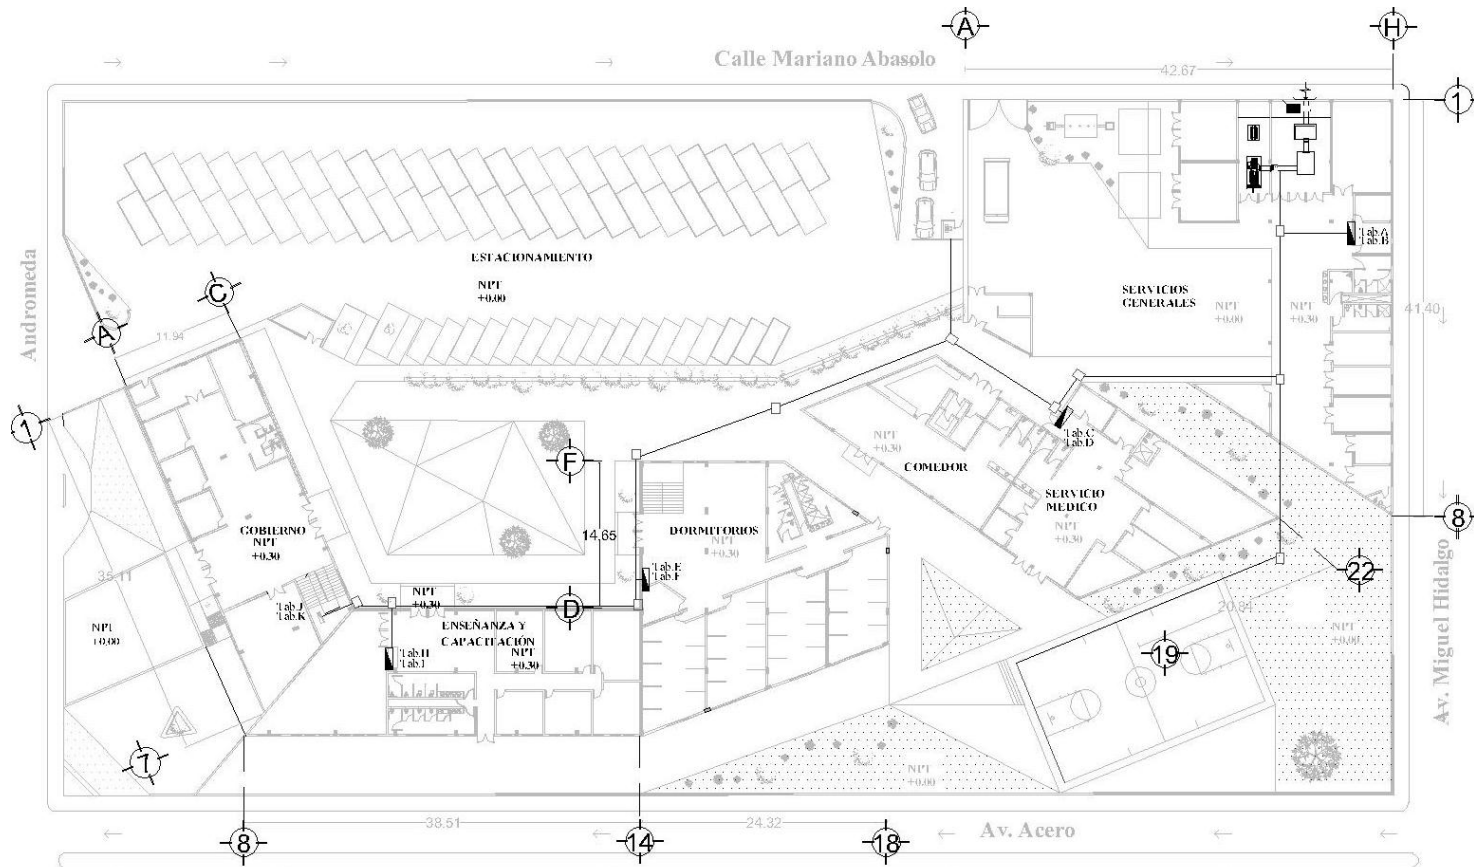 A
H
Calle Mariano Abasolo
42.67
1
Tab.A
Tab.B
ESTACIONAMIENTO
NPT
+0.00
SERVICIOS
GENERALES
NPT
+0.00
NPT
+0.30
41.40
Andromeda
C
A
11.94
1
Tab.C
Tab.D
NPT
+0.30
COMEDOR
F
SERVICIO
MEDICO
NPT
+0.30
8
GOBIERNO
NPT
+0.30
DORMITORIOS
NPT
+0.30
14.65
22
35.11
Tab.E
Tab.F
NPT
+0.30
D
Tab.J
Tab.K
20.84
NPT
+0.00
NPT
+0.00
ENSEÑANZA Y
CAPACITACIÓN
NPT
+0.30
Tab.H
Tab.I
19
Av. Miguel Hidalgo
7
NPT
+0.00
38.51
24.32
Av. Acero
8
14
18